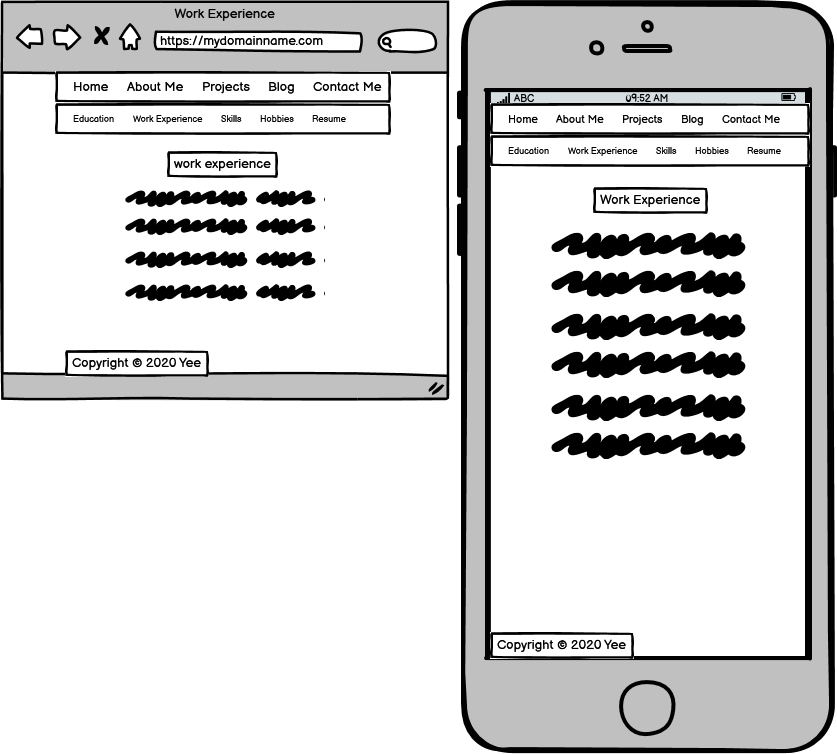 Work Experience
https://mydomainname.com
Home About Me Projects Blog Contact Me
Education Work Experience Skills Hobbies Resume
work experience
Copyright © 2020 Yee
ABC 09:52 AM
Home About Me Projects Blog Contact Me
Education Work Experience Skills Hobbies Resume
Work Experience
Copyright © 2020 Yee